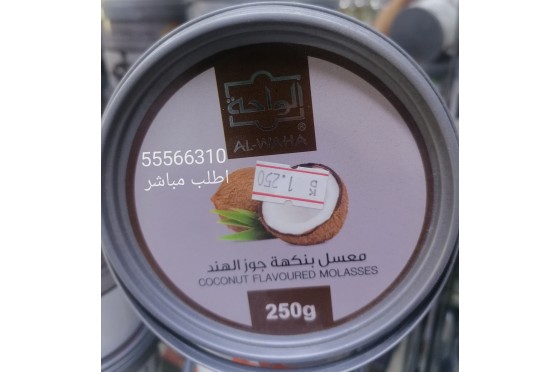 الواحة
®
AL-WAHA
55566310
اطلب مباشر
1.250
معسل بنكهة جوز الهند
COCONUT FLAVOURED MOLASSES
250g